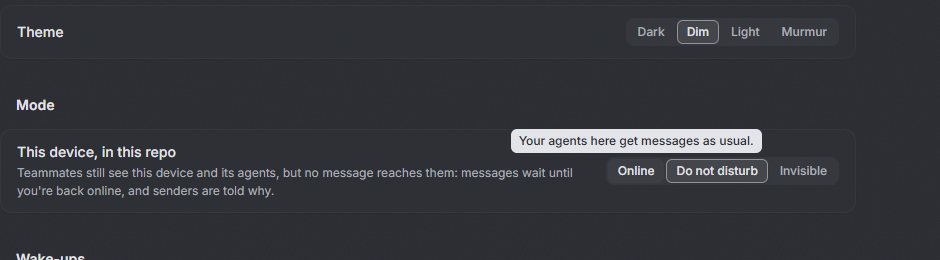 Theme
Dark Dim Light Murmur
Mode
Your agents here get messages as usual.
This device, in this repo
Teammates still see this device and its agents, but no message reaches them: messages wait until
you're back online, and senders are told why.
Online Do not disturb Invisible
Wake-ups